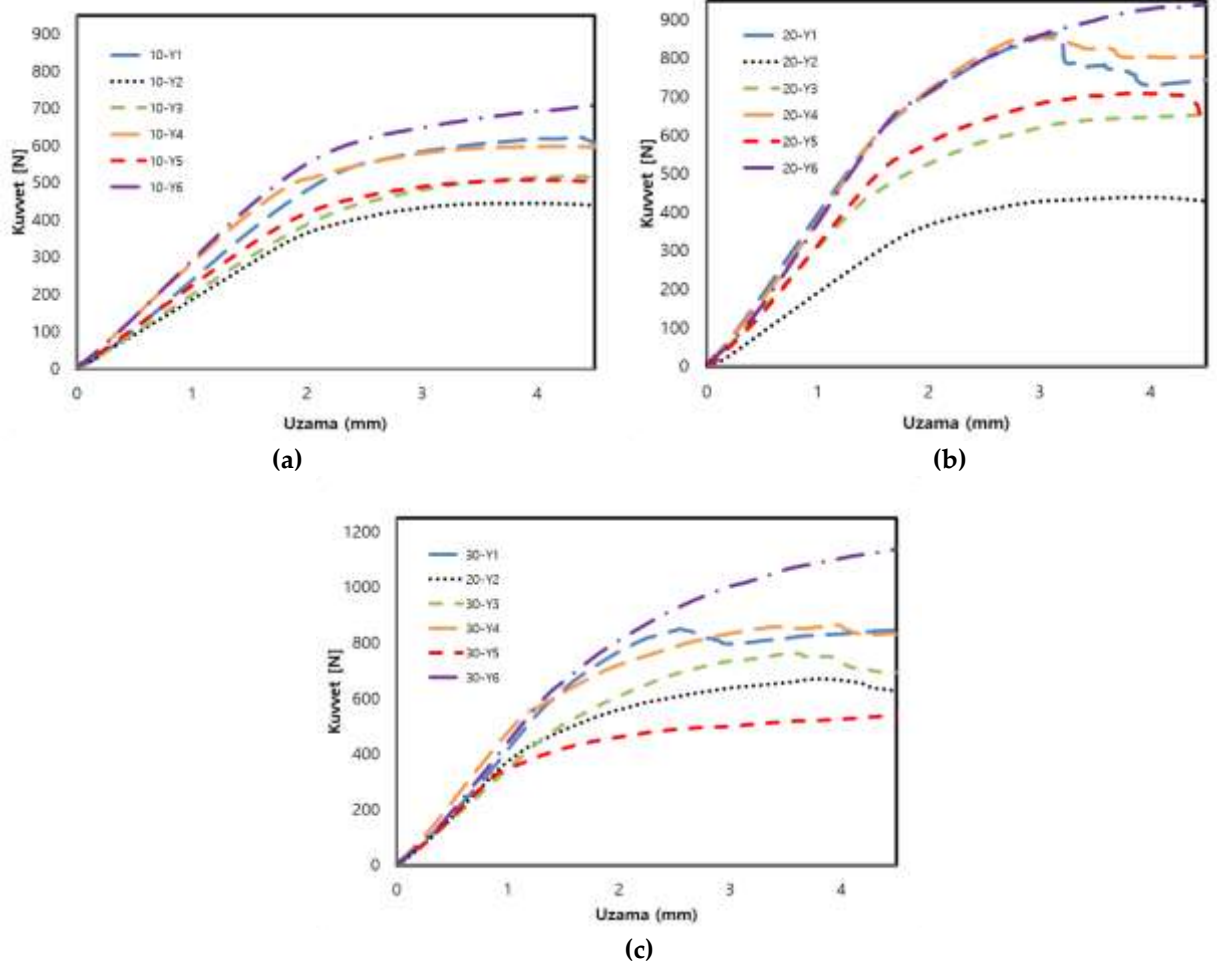 900
800
700
600
500
400
300
200
100
0
Kuvvet [N]
10-Y1
10-Y2
10-Y3
10-Y4
10-Y5
10-Y6
0 1 2 3 4
Uzama (mm)
(a)
900
800
700
600
500
400
300
200
100
0
Kuvvet [N]
20-Y1
20-Y2
20-Y3
20-Y4
20-Y5
20-Y6
0 1 2 3 4
Uzama (mm)
(b)
1200
1000
800
600
400
200
0
Kuvvet [N]
30-Y1
20-Y2
30-Y3
30-Y4
30-Y5
30-Y6
0 1 2 3 4
Uzama (mm)
(c)